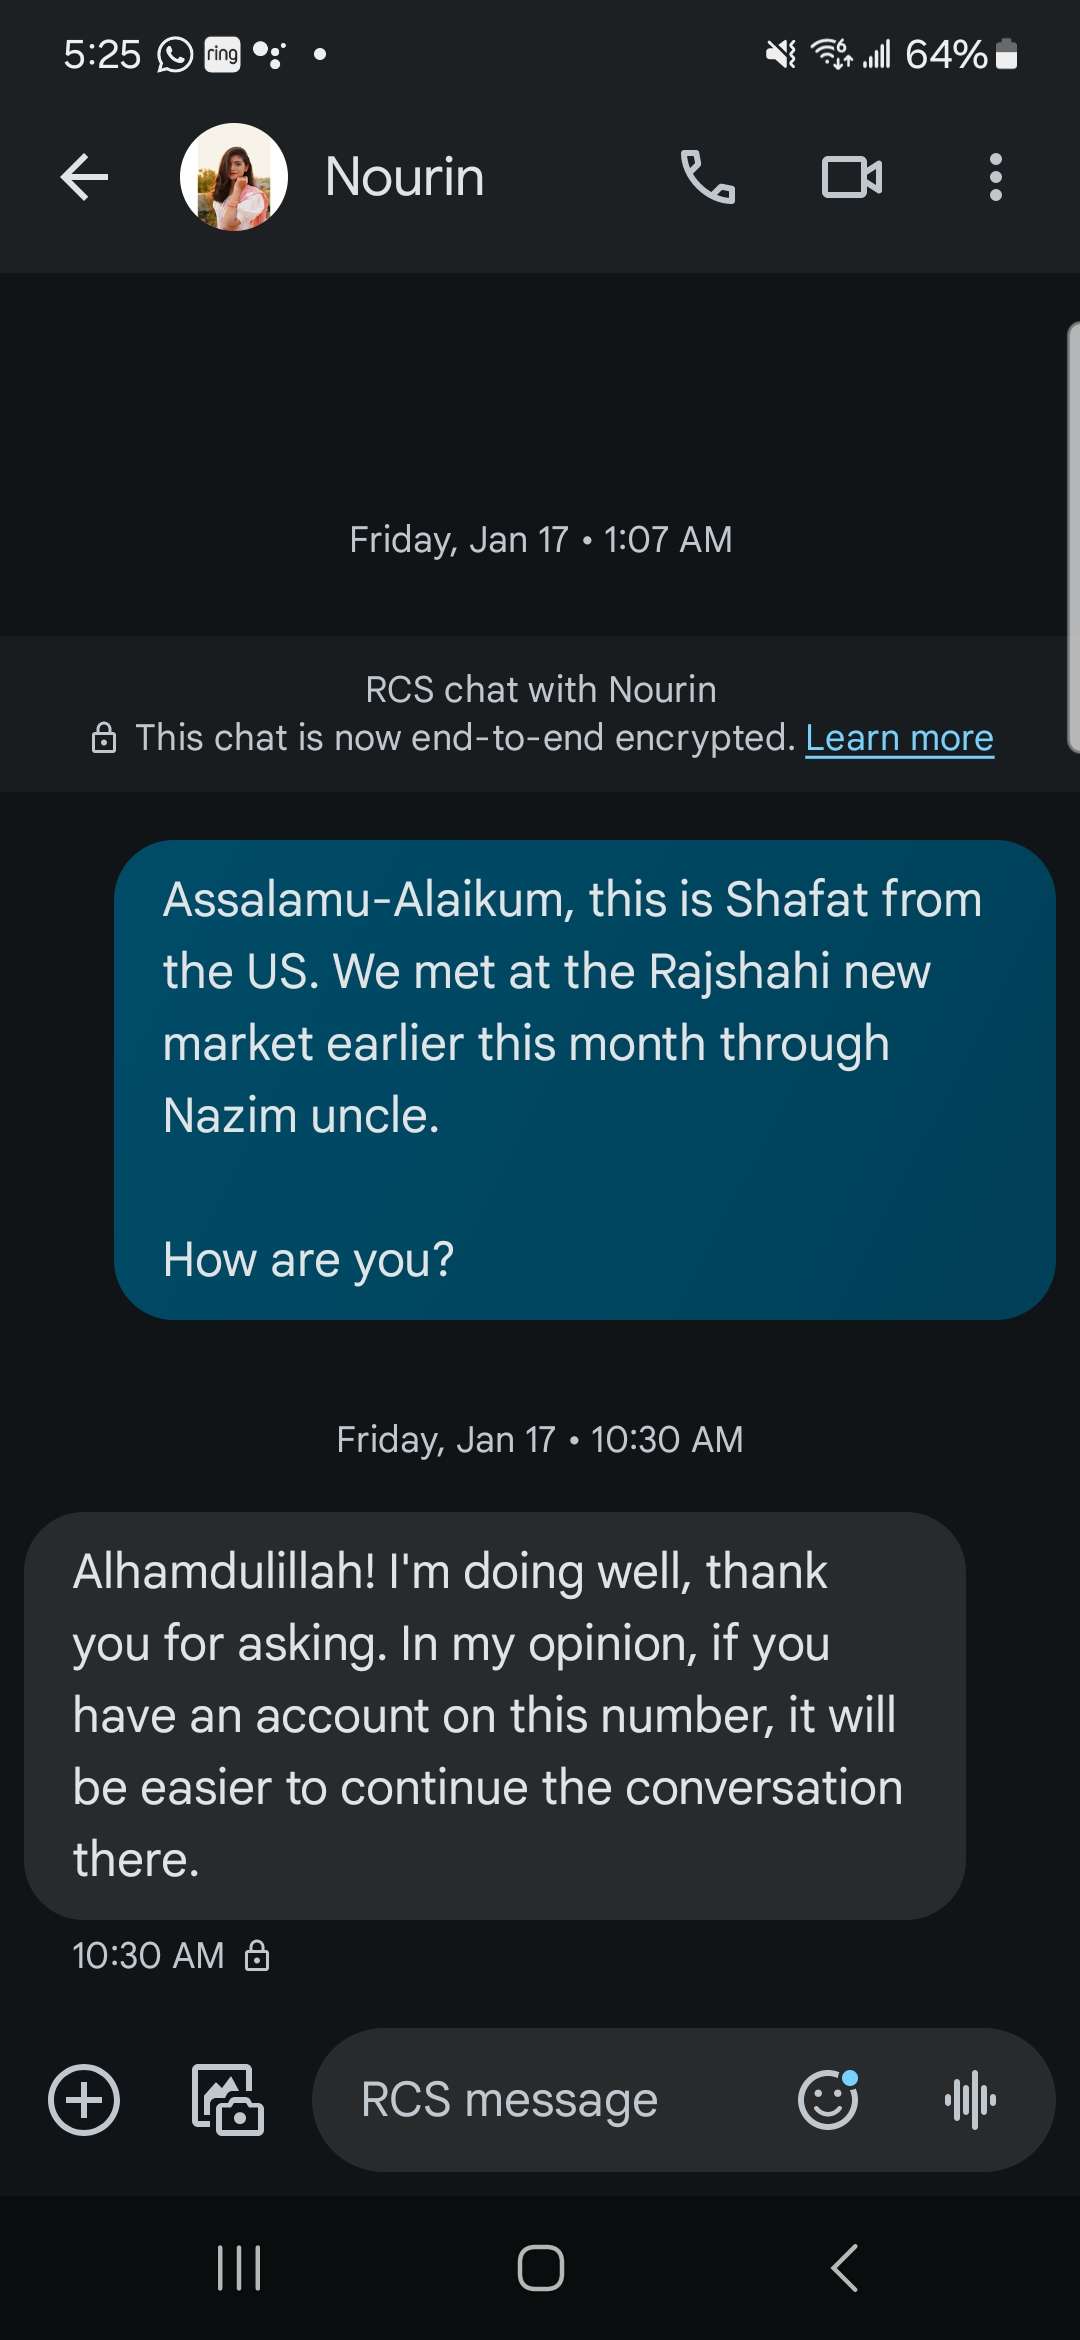 5:25 ring 64%
Nourin
Friday, Jan 17 • 1:07 AM
RCS chat with Nourin
This chat is now end-to-end encrypted. Learn more
Assalamu-Alaikum, this is Shafat from
the US. We met at the Rajshahi new
market earlier this month through
Nazim uncle.
How are you?
Friday, Jan 17 • 10:30 AM
Alhamdulillah! I'm doing well, thank
you for asking. In my opinion, if you
have an account on this number, it will
be easier to continue the conversation
there.
10:30 AM
RCS message